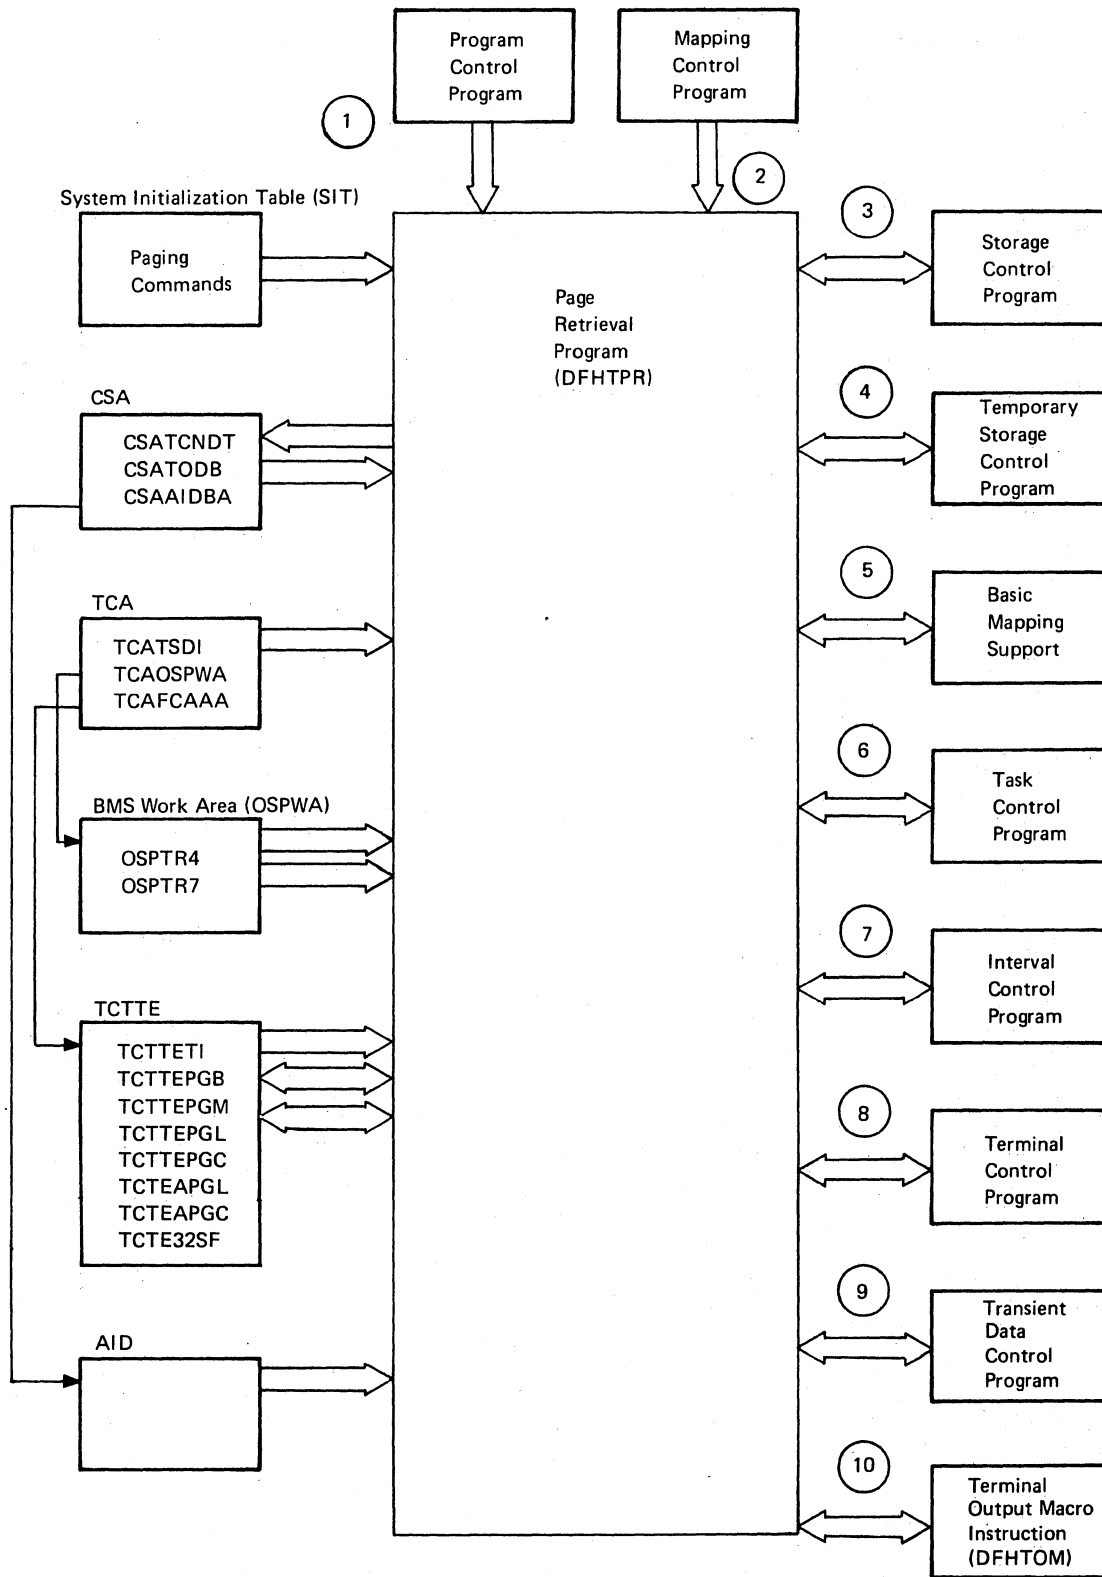 Program
Control
Program
Mapping
Control
Program
1
2
System Initialization Table (SIT)
Paging
Commands
3
Storage
Control
Program
Page
Retrieval
Program
(DFHTPR)
CSA
CSATCNDT
CSATODB
CSAAIDBA
4
Temporary
Storage
Control
Program
5
Basic
Mapping
Support
TCA
TCATSDI
TCAOSPWA
TCAFCAAA
6
Task
Control
Program
BMS Work Area (OSPWA)
OSPTR4
OSPTR7
7
Interval
Control
Program
TCTTE
TCTTETI
TCTTEPGB
TCTTEPGM
TCTTEPGL
TCTTEPGC
TCTEAPGL
TCTEAPGC
TCTE32SF
8
Terminal
Control
Program
9
Transient
Data
Control
Program
AID
10
Terminal
Output Macro
Instruction
(DFHTOM)